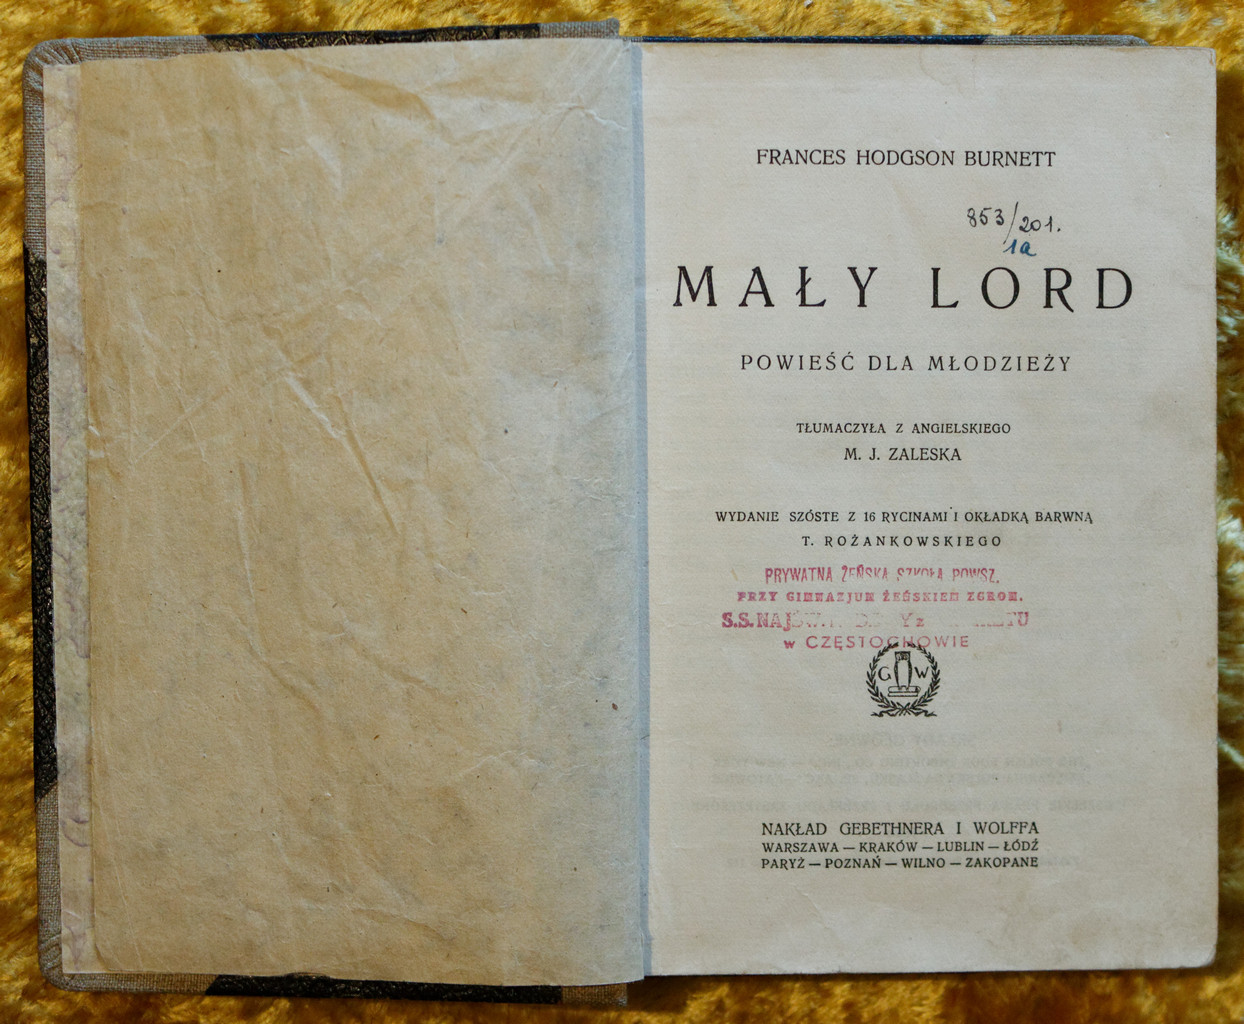 FRANCES HODGSON BURNETT
853/201.
1a
MAŁY LORD
POWIEŚĆ DLA MŁODZIEŻY
TŁUMACZYŁA Z ANGIELSKIEGO
M. J. ZALESKA
WYDANIE SZÓSTE Z 16 RYCINAMI I OKŁADKĄ BARWNĄ
T. ROŻANKOWSKIEGO
PRYWATNA ŻEŃSKA SZKOŁA POWSZ.
PRZY GIMNAZJUM ŻEŃSKIEM ZGROM.
S.S.
w CZĘSTOCHOWIE
G W
NAKŁAD GEBETHNERA I WOLFFA
WARSZAWA — KRAKÓW — LUBLIN — ŁÓDŹ
PARYŻ — POZNAŃ — WILNO — ZAKOPANE